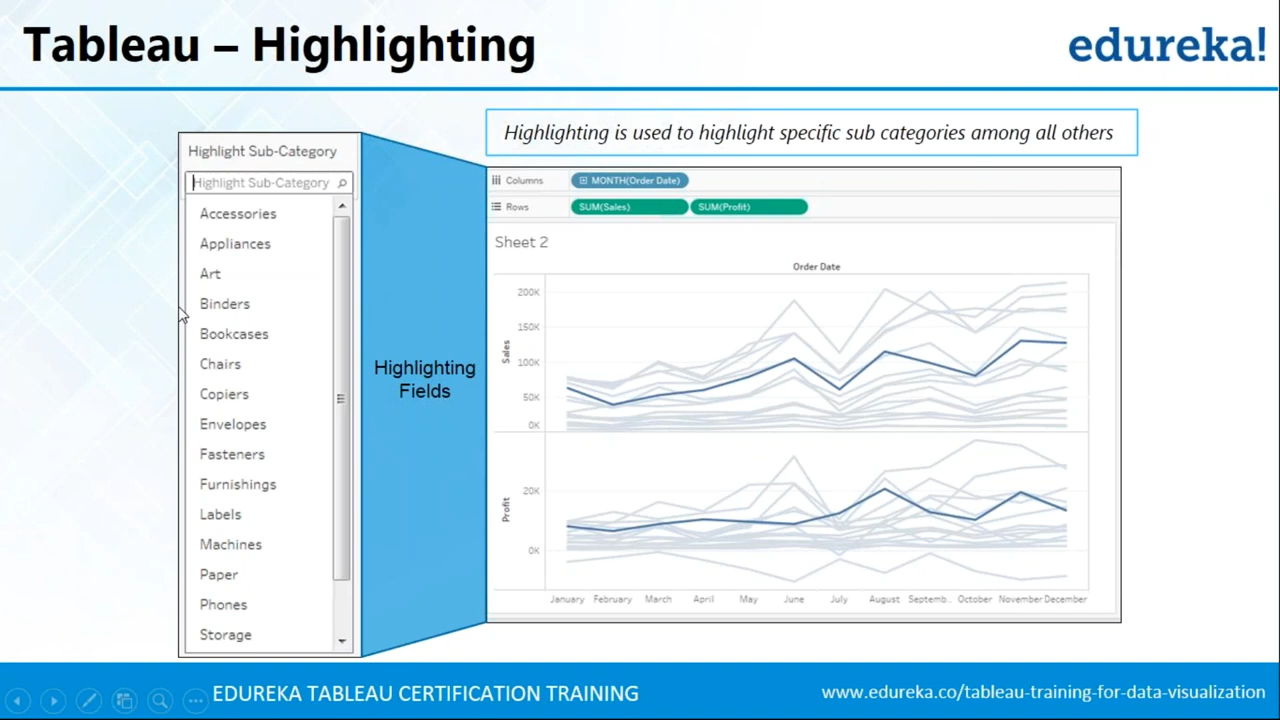 Tableau – Highlighting
edureka!
Highlighting is used to highlight specific sub categories among all others
Highlight Sub-Category
Highlight Sub-Category
Accessories
Appliances
Art
Binders
Bookcases
Chairs
Copiers
Envelopes
Fasteners
Furnishings
Labels
Machines
Paper
Phones
Storage
Highlighting
Fields
Columns MONTH(Order Date)
Rows SUM(Sales) SUM(Profit)
Sheet 2
Order Date
Sales
200K
150K
100K
50K
0K
Profit
20K
0K
January February March April May June July August Septemb.. October November December
EDUREKA TABLEAU CERTIFICATION TRAINING
www.edureka.co/tableau-training-for-data-visualization